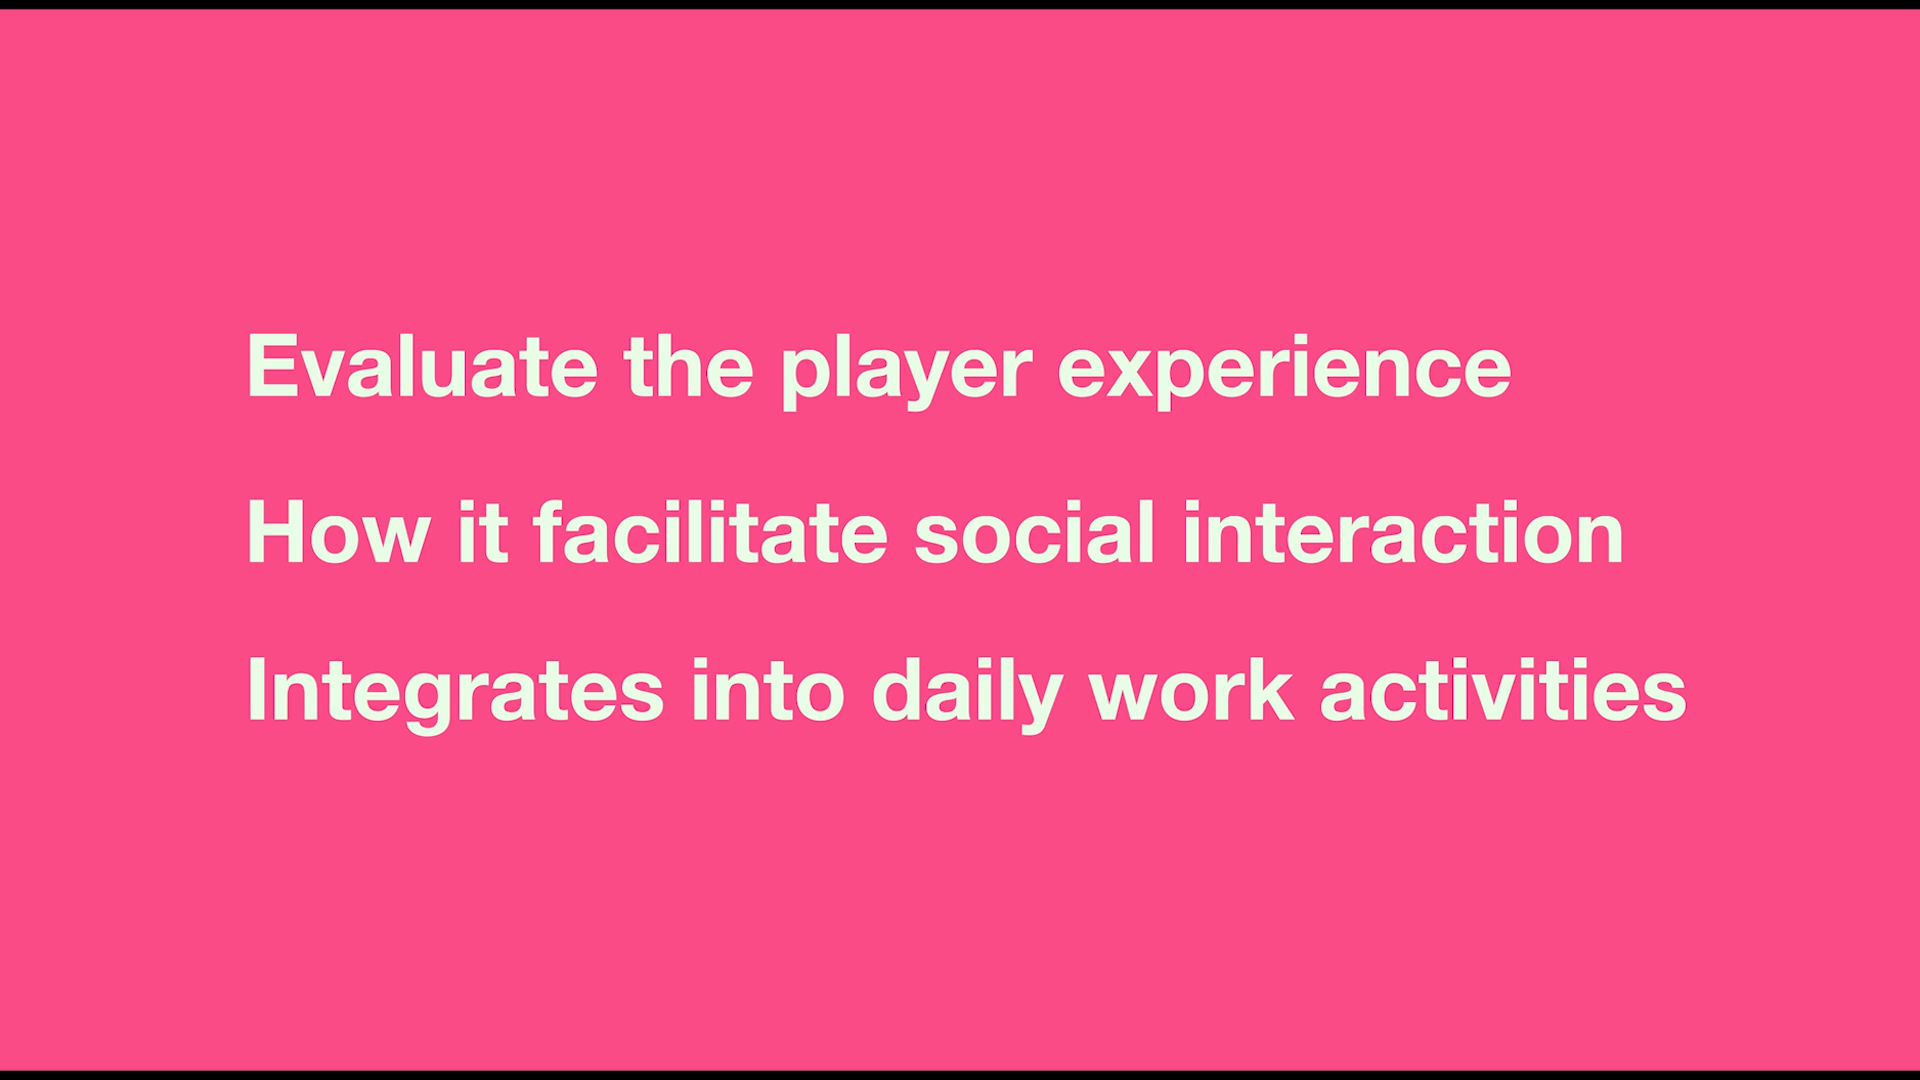 Evaluate the player experience
How it facilitate social interaction
Integrates into daily work activities